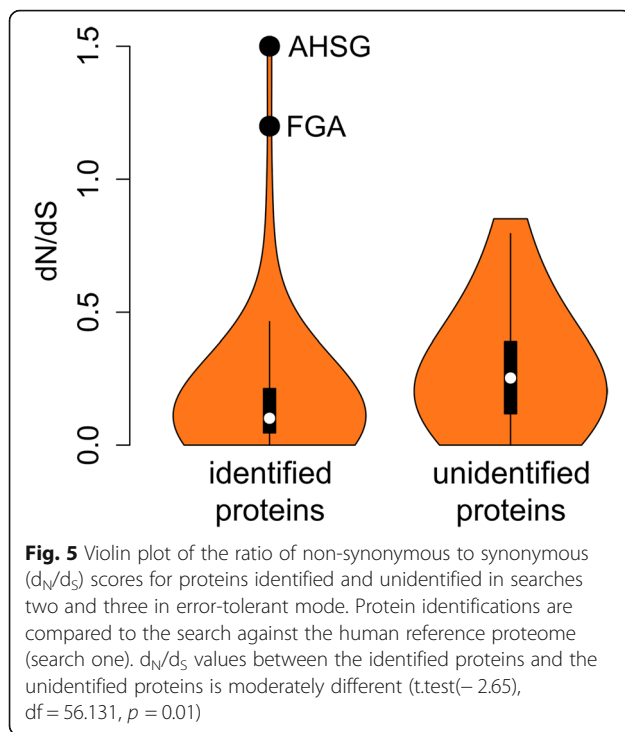 1.5
AHSG
FGA
1.0
dN/dS
0.5
0.0
identified
proteins
unidentified
proteins
Fig. 5 Violin plot of the ratio of non-synonymous to synonymous
(dN/dS) scores for proteins identified and unidentified in searches
two and three in error-tolerant mode. Protein identifications are
compared to the search against the human reference proteome
(search one). dN/dS values between the identified proteins and the
unidentified proteins is moderately different (t.test(− 2.65),
df = 56.131, p = 0.01)